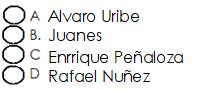 A Alvaro Uribe
B. Juanes
C Enrrique Peñaloza
D Rafael Nuñez